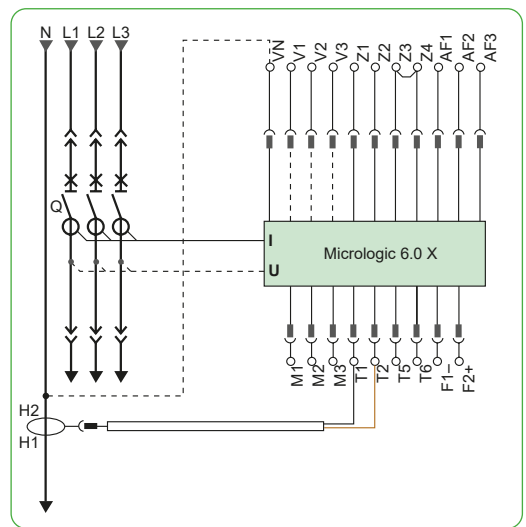 N L1 L2 L3
VN V1 V2 V3 Z1 Z2 Z3 Z4 AF1 AF2 AF3
Q
I
U
Micrologic 6.0 X
M1 M2 M3 T1 T2 T5 T6 F1– F2+
H2
H1